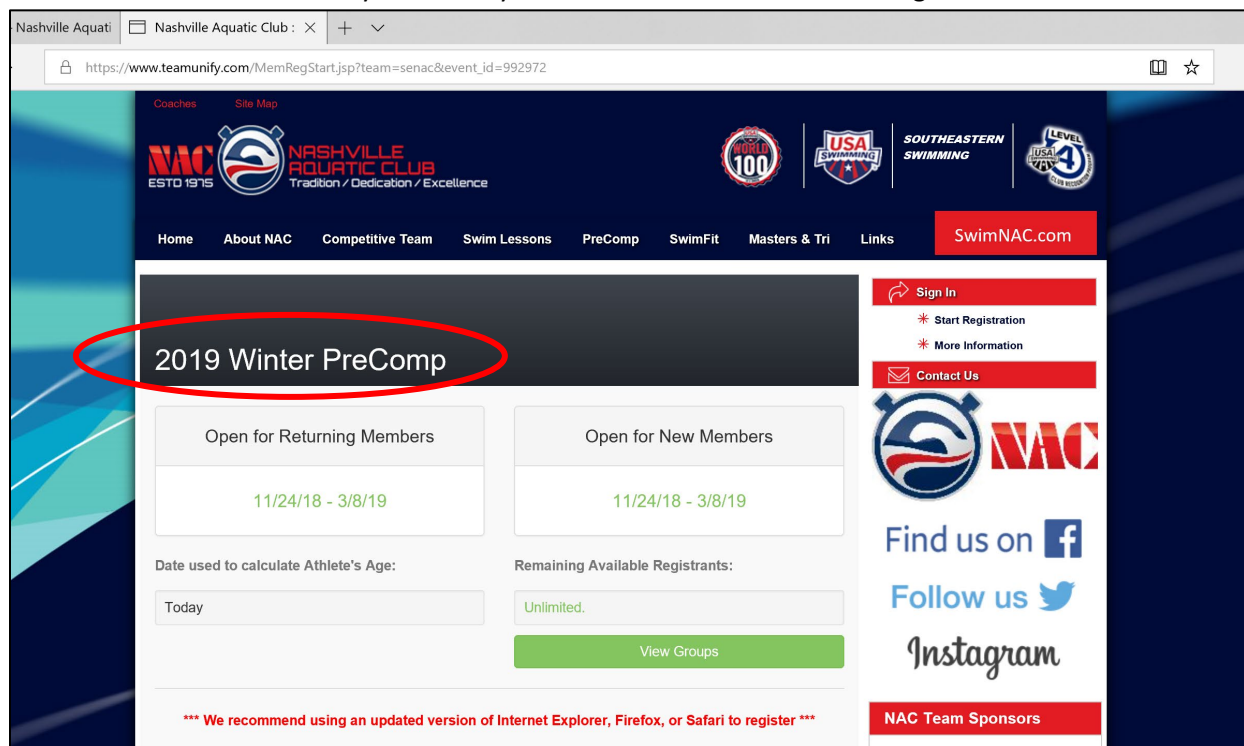 Nashville Aquati
Nashville Aquatic Club :
https://www.teamunify.com/MemRegStart.jsp?team=senac&event_id=992972
Coaches Site Map
NAC
ESTD 1975
NASHVILLE
AQUATIC CLUB
Tradition / Dedication / Excellence
WORLD
100
USA
SWIMMING
SOUTHEASTERN
SWIMMING
LEVEL
USA
4
Home About NAC Competitive Team Swim Lessons PreComp SwimFit Masters & Tri Links SwimNAC.com
2019 Winter PreComp
Open for Returning Members
11/24/18 - 3/8/19
Open for New Members
11/24/18 - 3/8/19
Date used to calculate Athlete's Age:
Today
Remaining Available Registrants:
Unlimited.
View Groups
*** We recommend using an updated version of Internet Explorer, Firefox, or Safari to register ***
Sign In
Start Registration
More Information
Contact Us
NAC
Find us on f
Follow us
Instagram
NAC Team Sponsors